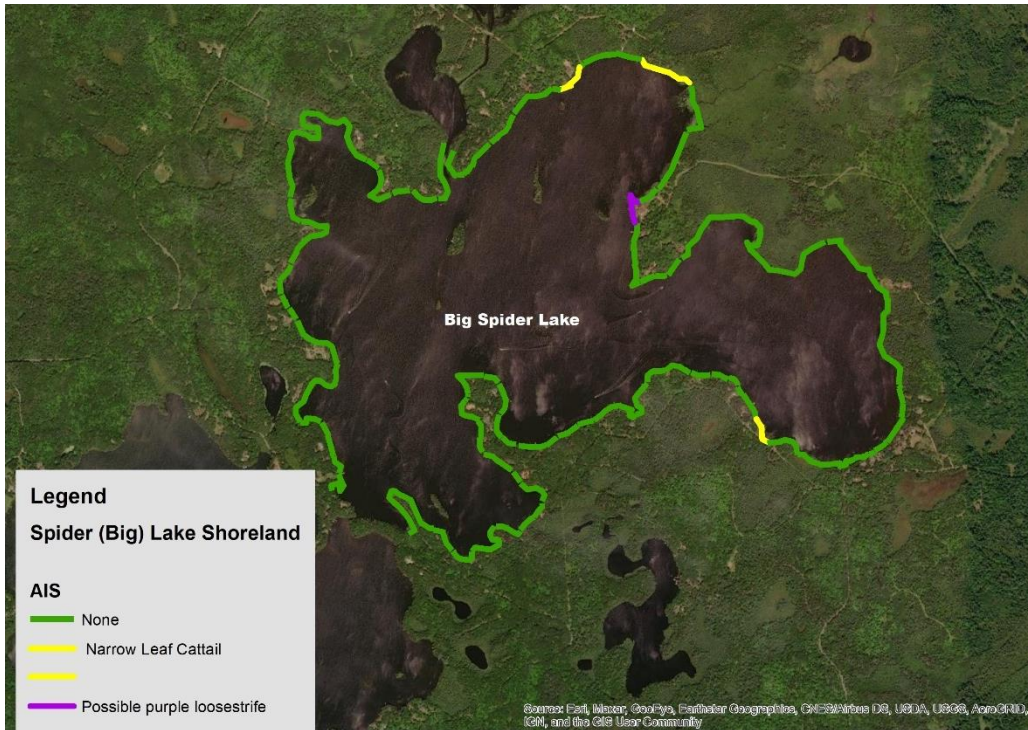 Big Spider Lake
Legend
Spider (Big) Lake Shoreland
AIS
None
Narrow Leaf Cattail
Possible purple loosestrife
Source: Esri, Maxar, GeoEye, Earthstar Geographics, CNES/Airbus DS, USDA, USGS, AeroGRID,
IGN, and the GIS User Community